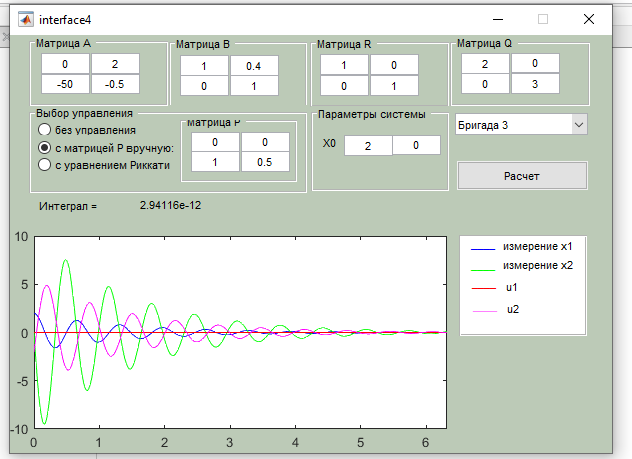 interface4
Матрица A
Матрица B
Матрица R
Матрица Q
0 2
1 0.4
1 0
2 0
-50 -0.5
0 1
0 1
0 3
Выбор управления
без управления
с матрицей P вручную:
с уравнением Риккати
Матрица P
0 0
1 0.5
Параметры системы
X0 2 0
Бригада 3
Расчет
Интеграл = 2.94116e-12
10
5
0
-5
-10
0 1 2 3 4 5 6
измерение x1
измерение x2
u1
u2